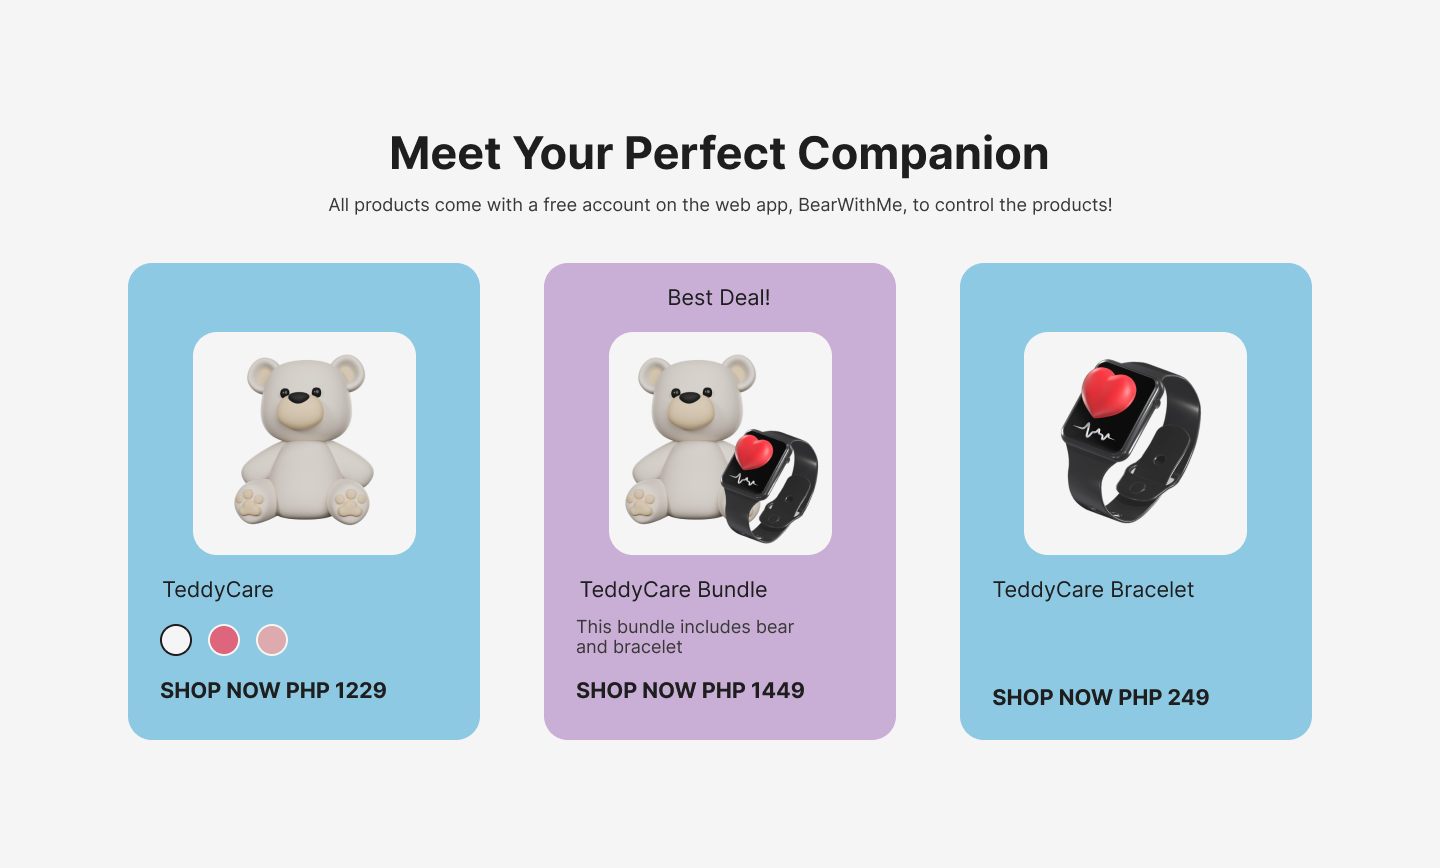 Meet Your Perfect Companion
All products come with a free account on the web app, BearWithMe, to control the products!
TeddyCare
SHOP NOW PHP 1229
Best Deal!
TeddyCare Bundle
This bundle includes bear
and bracelet
SHOP NOW PHP 1449
TeddyCare Bracelet
SHOP NOW PHP 249